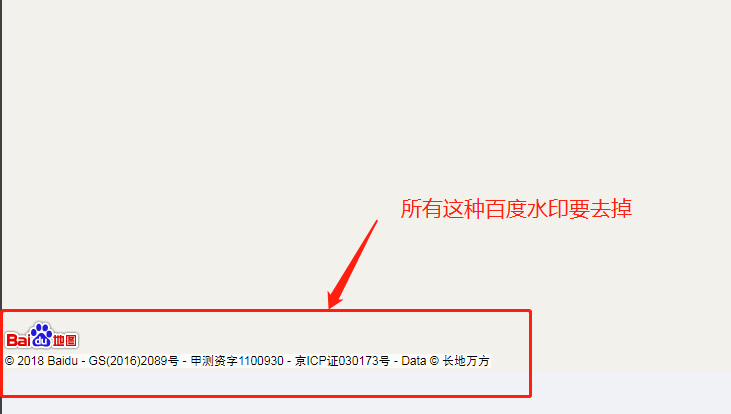 所有这种百度水印要去掉
Bai du 地图
© 2018 Baidu - GS(2016)2089号 - 甲测资字1100930 - 京ICP证030173号 - Data © 长地万方